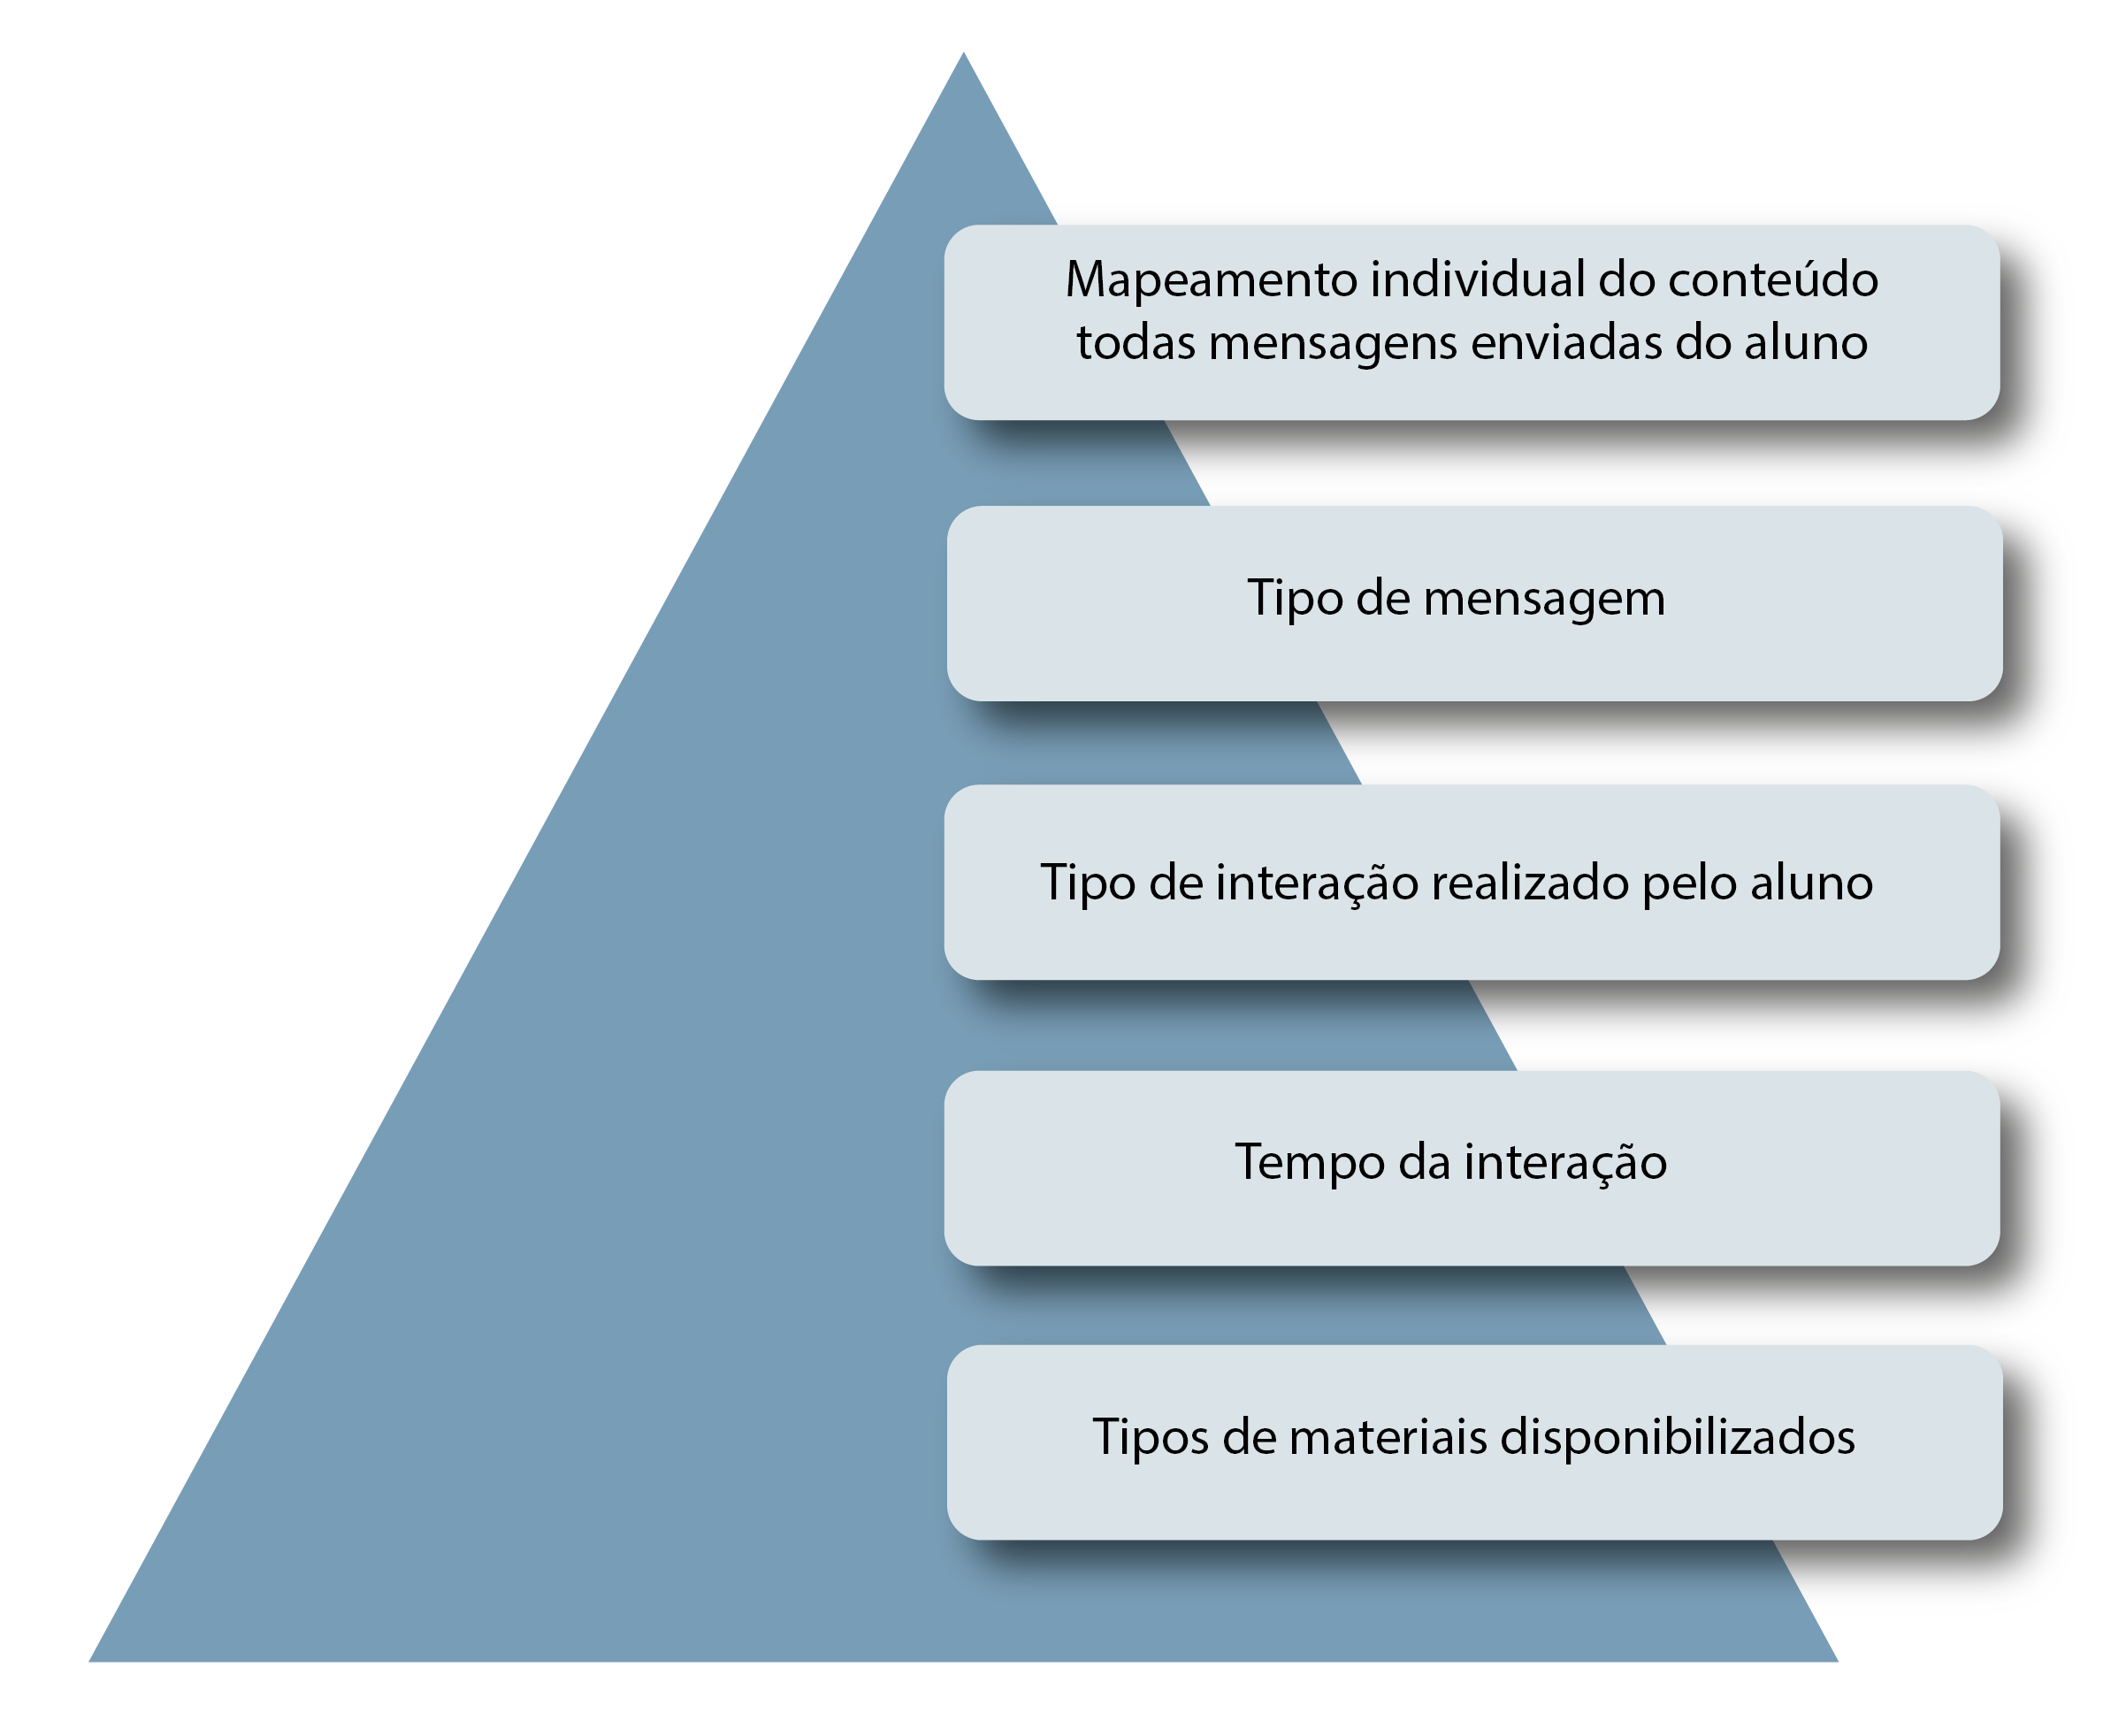 Mapeamento individual do conteúdo
todas mensagens enviadas do aluno
Tipo de mensagem
Tipo de interação realizado pelo aluno
Tempo da interação
Tipos de materiais disponibilizados